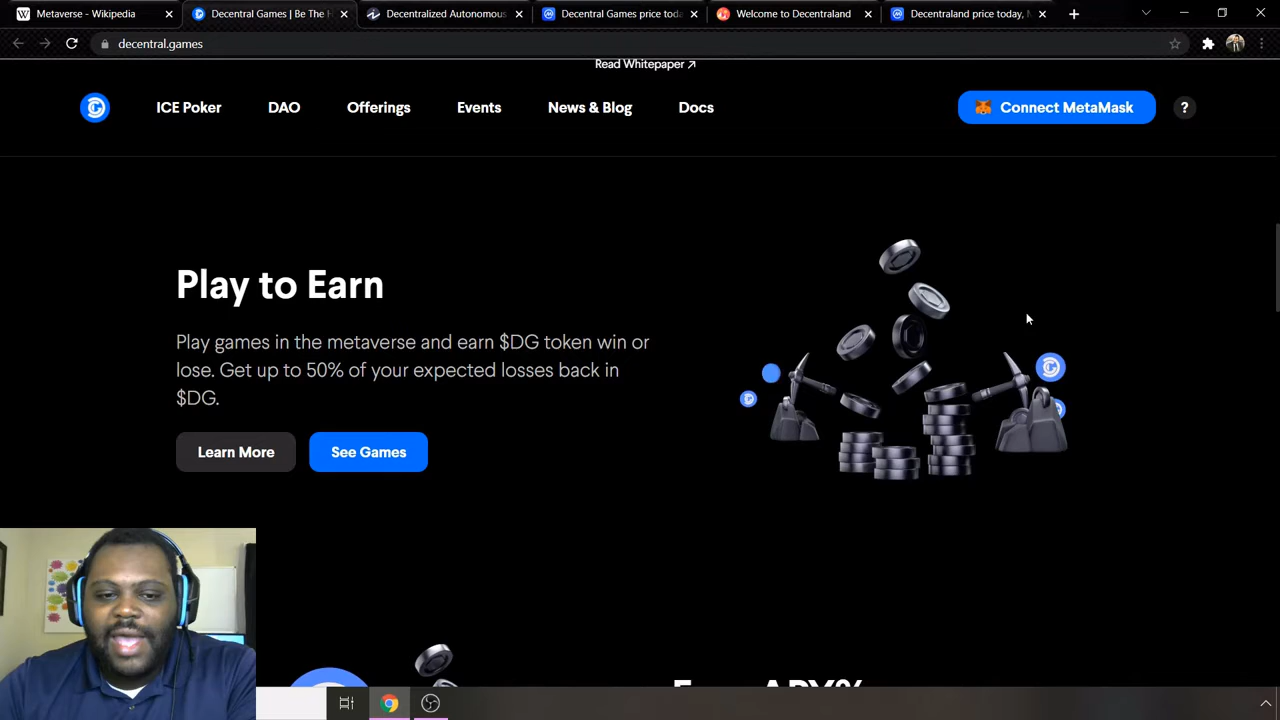 Metaverse - Wikipedia
Decentral Games | Be The H
Decentralized Autonomous
Decentral Games price toda
Welcome to Decentraland
Decentraland price today, M
decentral.games
Read Whitepaper ↗
ICE Poker
DAO
Offerings
Events
News & Blog
Docs
Connect MetaMask
?
Play to Earn
Play games in the metaverse and earn $DG token win or
lose. Get up to 50% of your expected losses back in
$DG.
Learn More
See Games